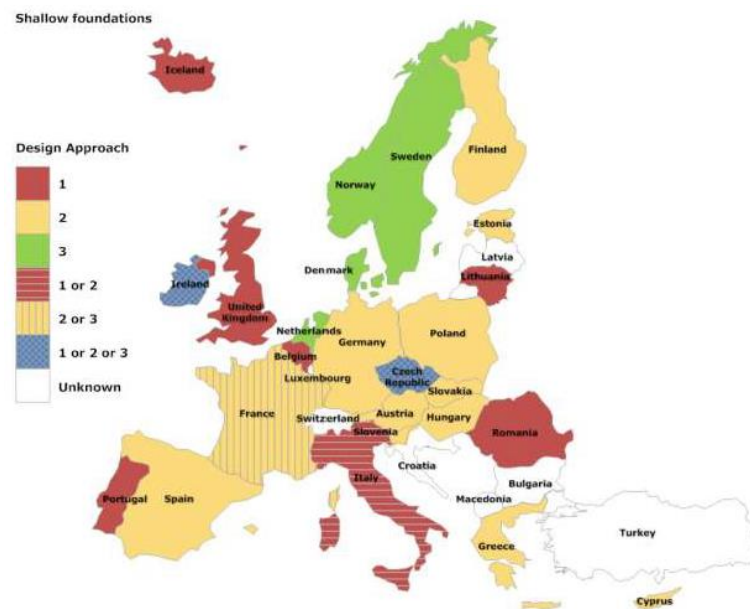 Shallow foundations
Iceland
Design Approach
1
2
3
1 or 2
2 or 3
1 or 2 or 3
Unknown
Sweden
Finland
Norway
Estonia
Latvia
Lithuania
Denmark
Ireland
United
Kingdom
Netherlands
Belgium
Germany
Poland
Luxembourg
Czech
Republic
Slovakia
France
Switzerland
Austria
Hungary
Slovenia
Romania
Croatia
Italy
Bulgaria
Macedonia
Portugal
Spain
Turkey
Greece
Cyprus